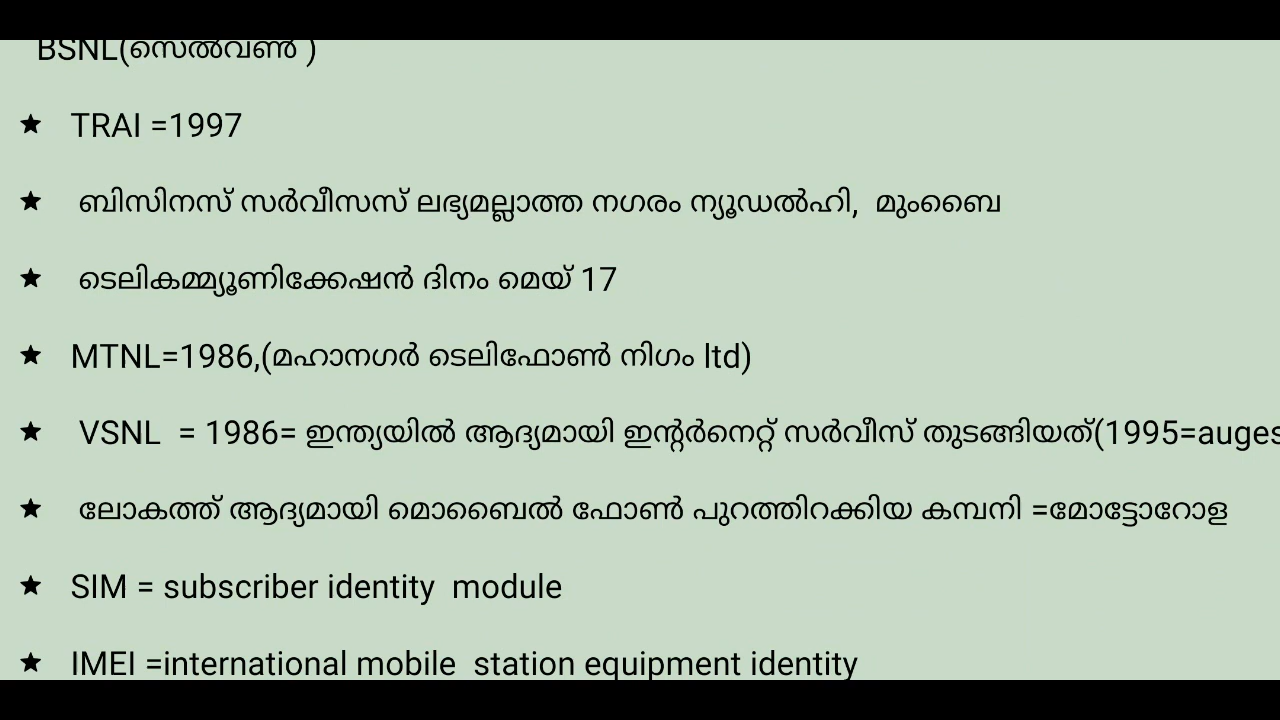 BSNL(സെൽവൺ )
★ TRAI =1997
★ ബിസിനസ് സർവീസസ് ലഭ്യമല്ലാത്ത നഗരം ന്യൂഡൽഹി, മുംബൈ
★ ടെലികമ്മ്യൂണിക്കേഷൻ ദിനം മെയ് 17
★ MTNL=1986,(മഹാനഗർ ടെലിഫോൺ നിഗം ltd)
★ VSNL = 1986= ഇന്ത്യയിൽ ആദ്യമായി ഇന്റർനെറ്റ് സർവീസ് തുടങ്ങിയത്(1995=auges
★ ലോകത്ത് ആദ്യമായി മൊബൈൽ ഫോൺ പുറത്തിറക്കിയ കമ്പനി =മോട്ടോറോള
★ SIM = subscriber identity module
★ IMEI =international mobile station equipment identity